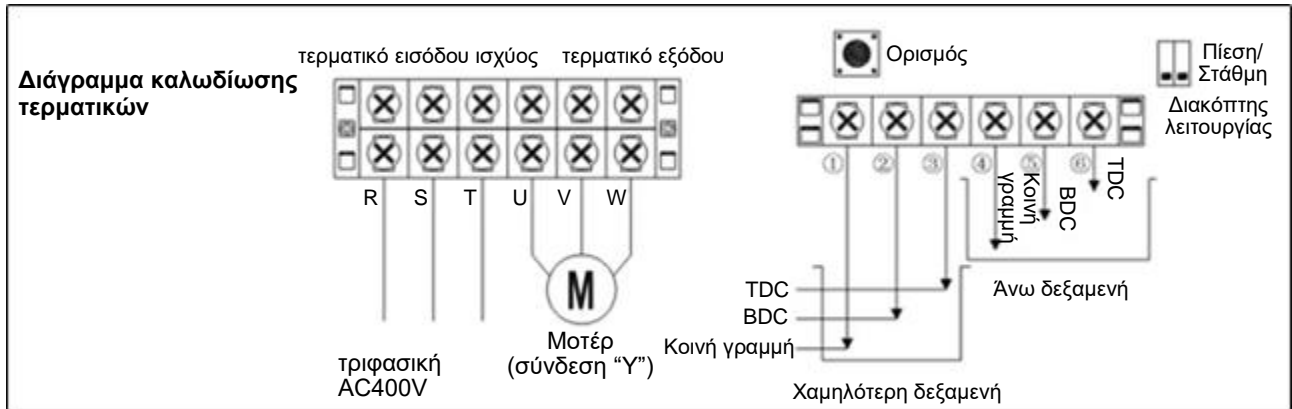 Διάγραμμα καλωδίωσης
τερματικών
τερματικό εισόδου ισχύος
τερματικό εξόδου
R S T U V W
M
τριφασική
AC400V
Μοτέρ
(σύνδεση “Y”)
Ορισμός
Πίεση/
Στάθμη
Διακόπτης
λειτουργίας
① ② ③ ④ ⑤ ⑥
Κοινή
γραμμή
BDC
TDC
Άνω δεξαμενή
TDC
BDC
Κοινή γραμμή
Χαμηλότερη δεξαμενή